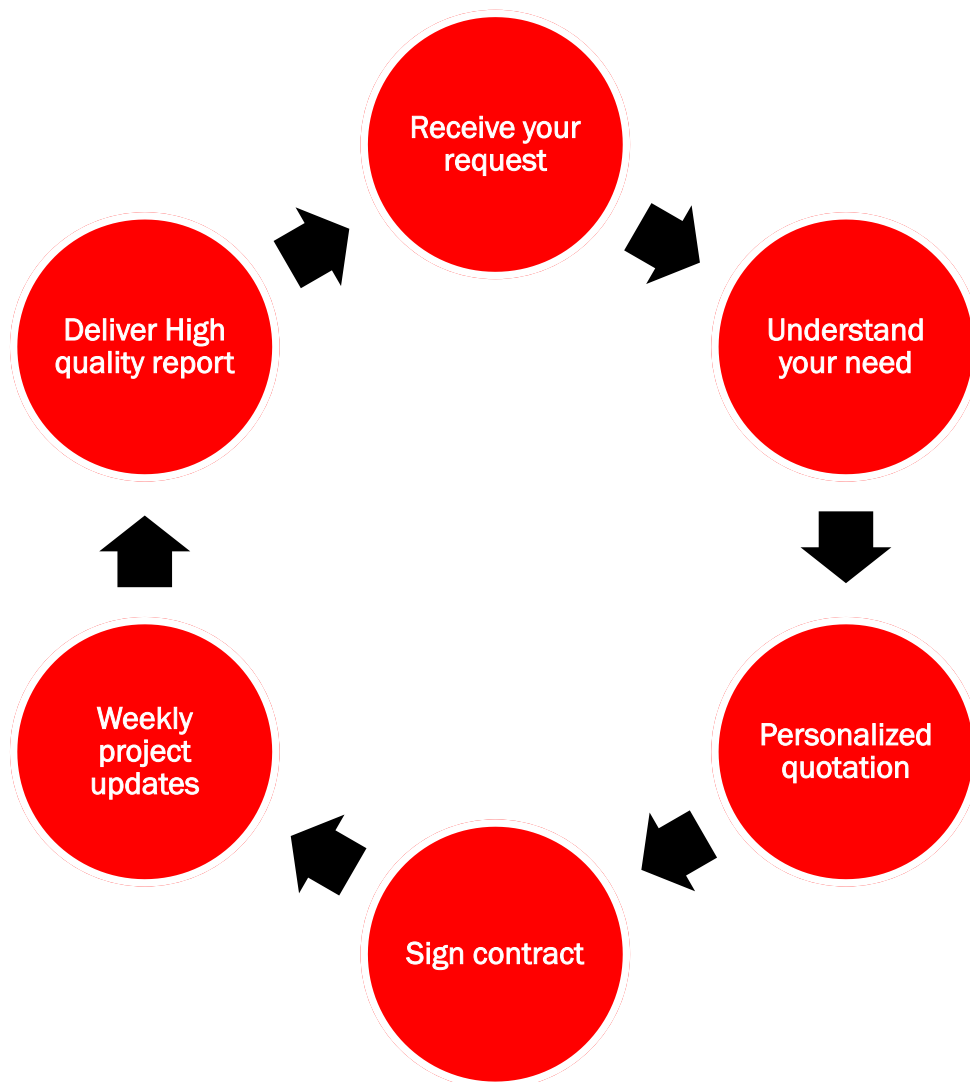 Receive your
request
Understand
your need
Personalized
quotation
Sign contract
Weekly
project
updates
Deliver High
quality report